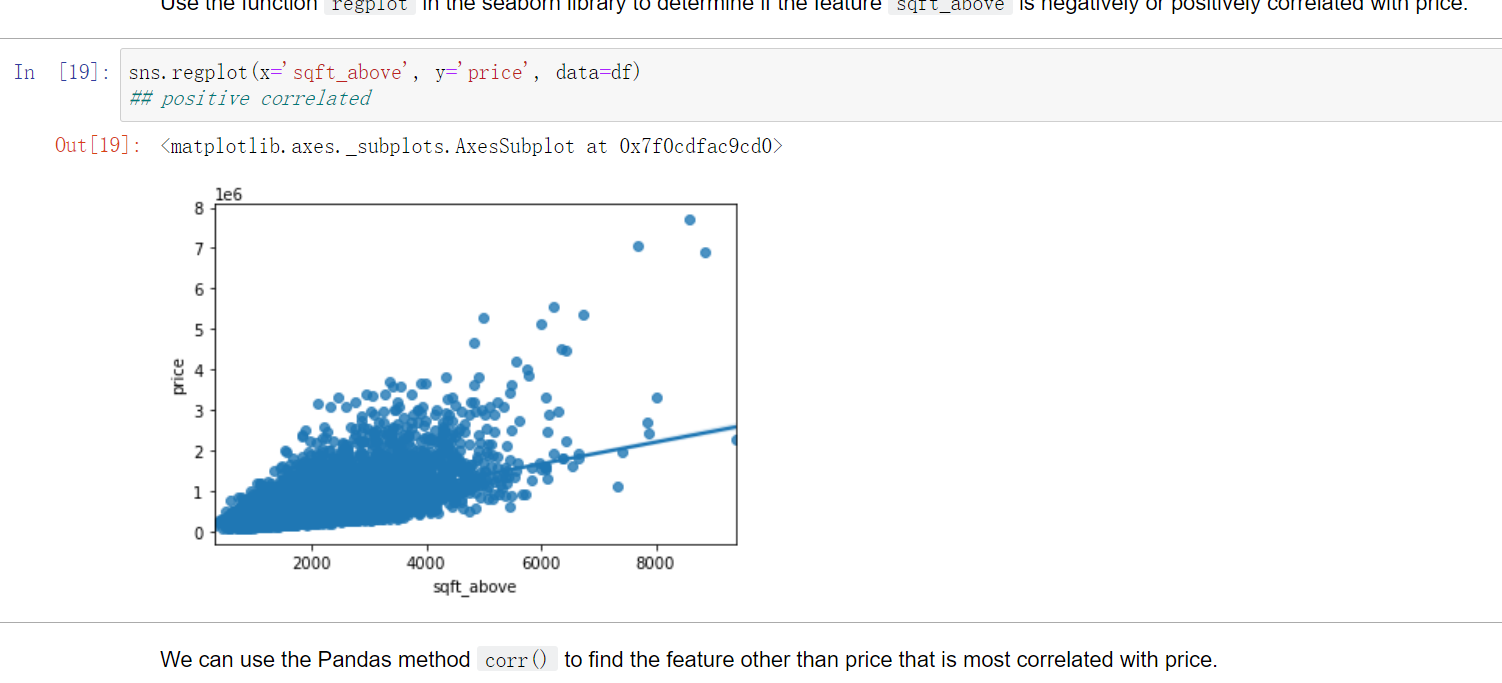 Use the function regplot in the seaborn library to determine if the feature sqft_above is negatively or positively correlated with price.
In [19]: sns.regplot(x='sqft_above', y='price', data=df)
## positive correlated
Out[19]: <matplotlib.axes._subplots.AxesSubplot at 0x7f0cdfac9cd0>
1e6
8
7
6
5
4
3
2
1
0
price
2000 4000 6000 8000
sqft_above
We can use the Pandas method corr() to find the feature other than price that is most correlated with price.